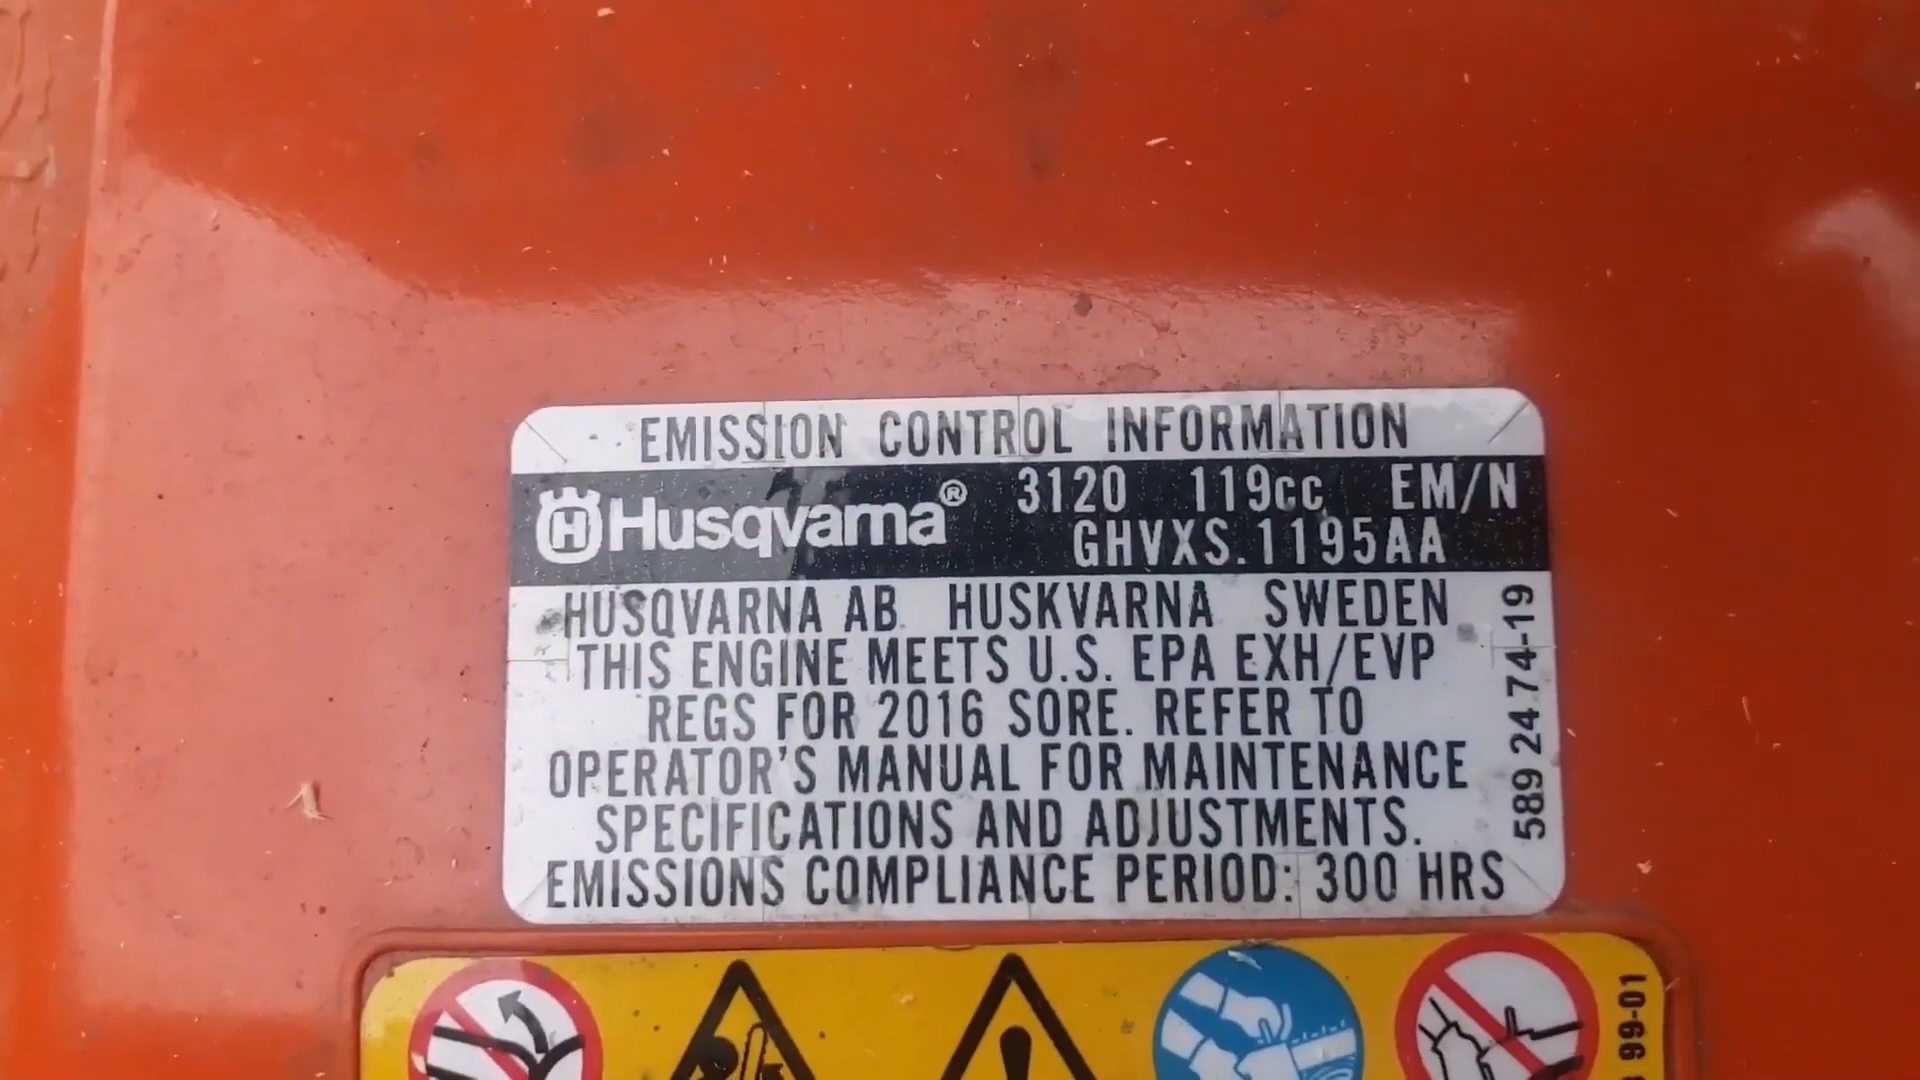 EMISSION CONTROL INFORMATION
Husqvarna® 3120 119cc EM/N
GHVXS.1195AA
HUSQVARNA AB HUSKVARNA SWEDEN
THIS ENGINE MEETS U.S. EPA EXH/EVP
REGS FOR 2016 SORE. REFER TO
OPERATOR'S MANUAL FOR MAINTENANCE
SPECIFICATIONS AND ADJUSTMENTS.
EMISSIONS COMPLIANCE PERIOD: 300 HRS
589 24 74-19
99-01